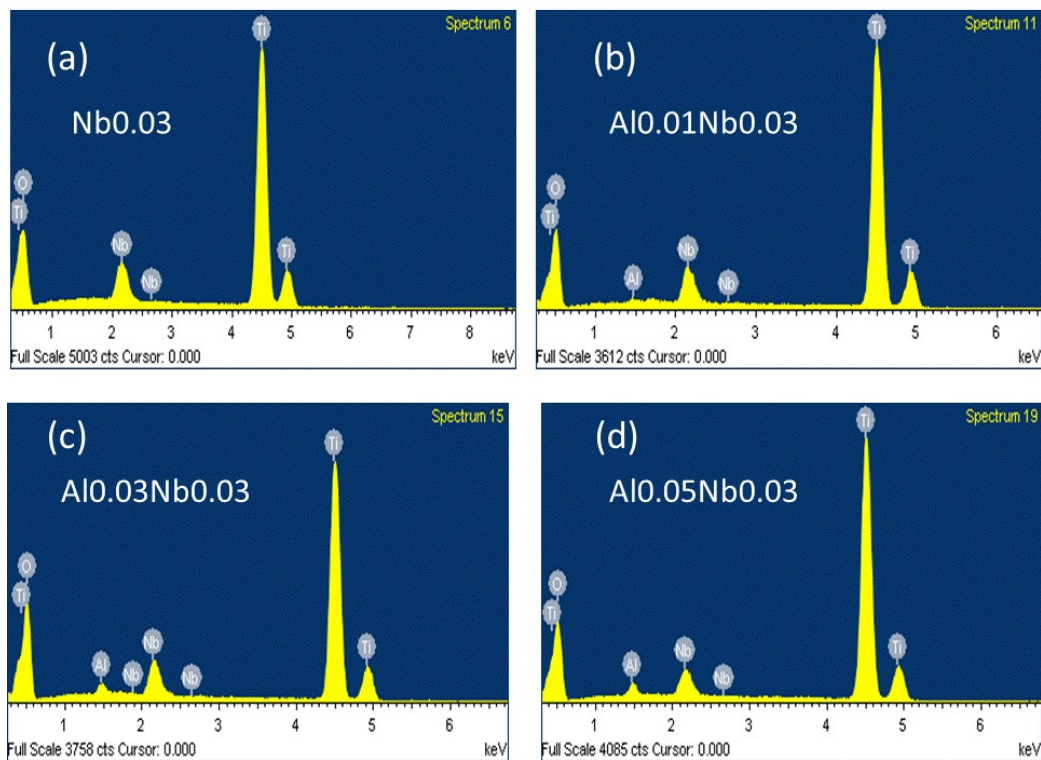 Spectrum 6
(a)
Nb0.03
Ti
O
Ti
Nb
Nb
Ti
1 2 3 4 5 6 7 8
Full Scale 5003 cts Cursor: 0.000 keV
Spectrum 11
(b)
Al0.01Nb0.03
Ti
O
Ti
Al
Nb
Nb
Ti
1 2 3 4 5 6
Full Scale 3612 cts Cursor: 0.000 keV
Spectrum 15
(c)
Al0.03Nb0.03
Ti
O
Ti
Al
Nb
Nb
Nb
Ti
1 2 3 4 5 6
Full Scale 3758 cts Cursor: 0.000 keV
Spectrum 19
(d)
Al0.05Nb0.03
Ti
O
Ti
Al
Nb
Nb
Ti
1 2 3 4 5 6
Full Scale 4085 cts Cursor: 0.000 keV